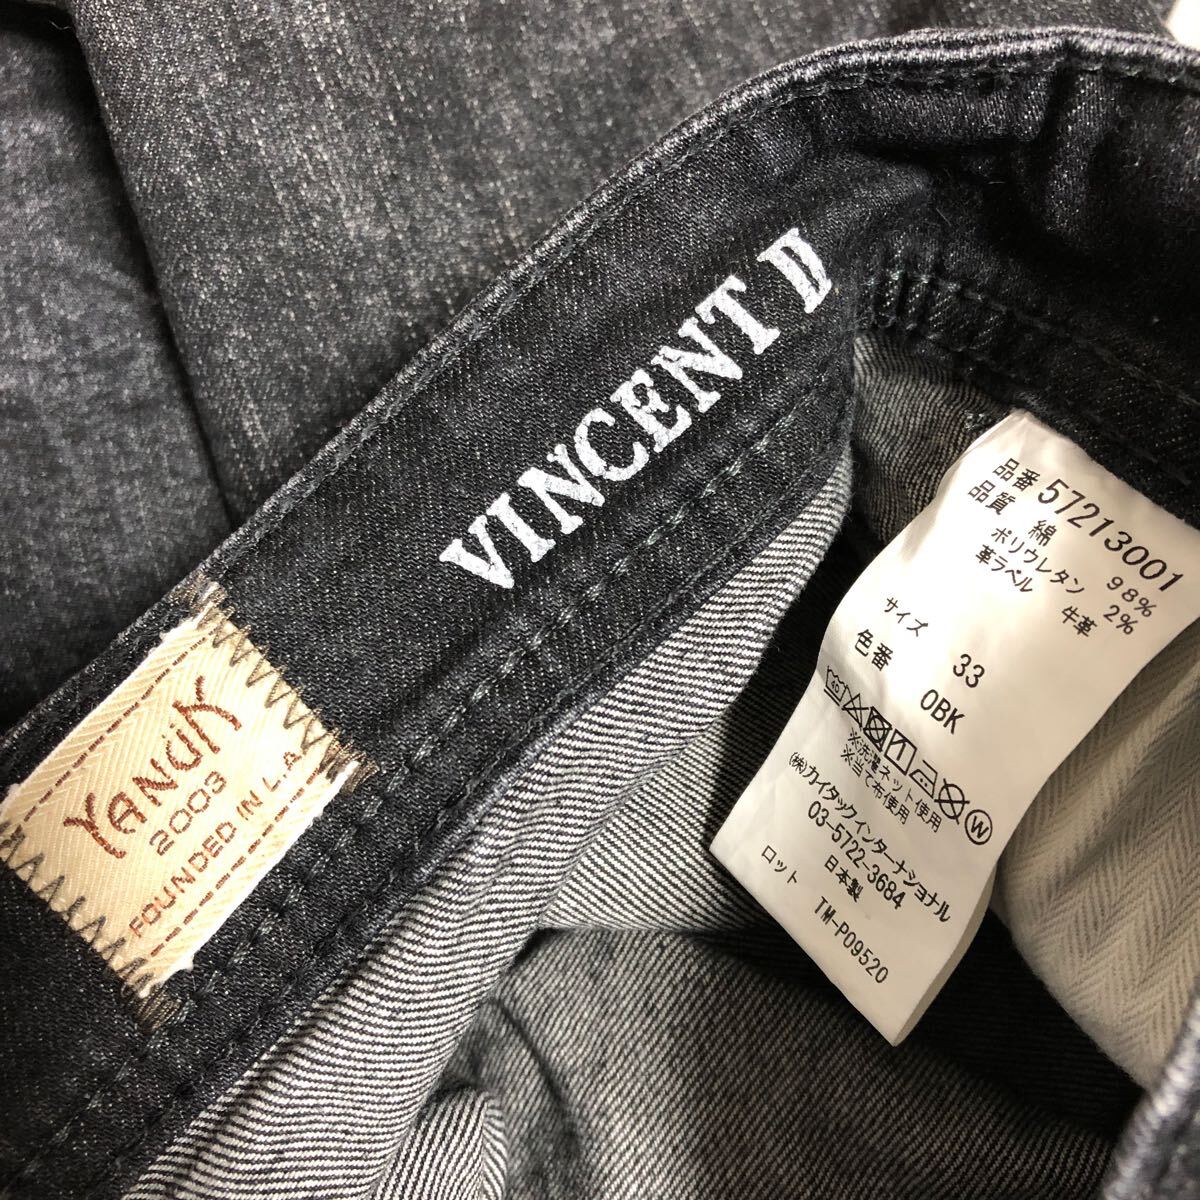 VINCENT II
YANÜK
2003
FOUNDED IN L.A
品番 57213001
品質 綿 98%
ポリウレタン 2%
革ラベル 牛革
サイズ 33
色番 0BK
40
W
※洗濯ネット使用
※当て布使用
(株)カイタックインターナショナル
03-5722-3684
日本製
ロット TM-P09520